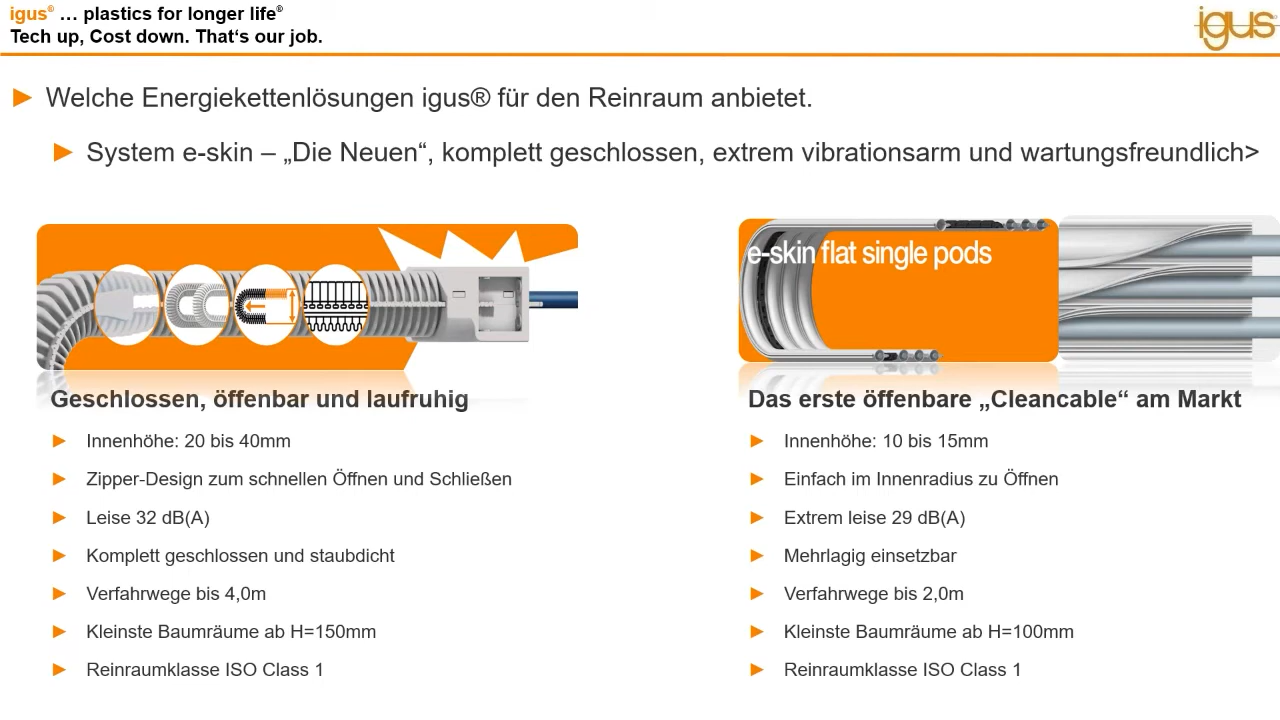 igus® … plastics for longer life®
Tech up, Cost down. That‘s our job.
igus
Welche Energiekettenlösungen igus® für den Reinraum anbietet.
System e-skin – „Die Neuen“, komplett geschlossen, extrem vibrationsarm und wartungsfreundlich>
e-skin flat single pods
Geschlossen, öffenbar und laufruhig
Innenhöhe: 20 bis 40mm
Zipper-Design zum schnellen Öffnen und Schließen
Leise 32 dB(A)
Komplett geschlossen und staubdicht
Verfahrwege bis 4,0m
Kleinste Baumräume ab H=150mm
Reinraumklasse ISO Class 1
Das erste öffenbare „Cleancable“ am Markt
Innenhöhe: 10 bis 15mm
Einfach im Innenradius zu Öffnen
Extrem leise 29 dB(A)
Mehrlagig einsetzbar
Verfahrwege bis 2,0m
Kleinste Baumräume ab H=100mm
Reinraumklasse ISO Class 1